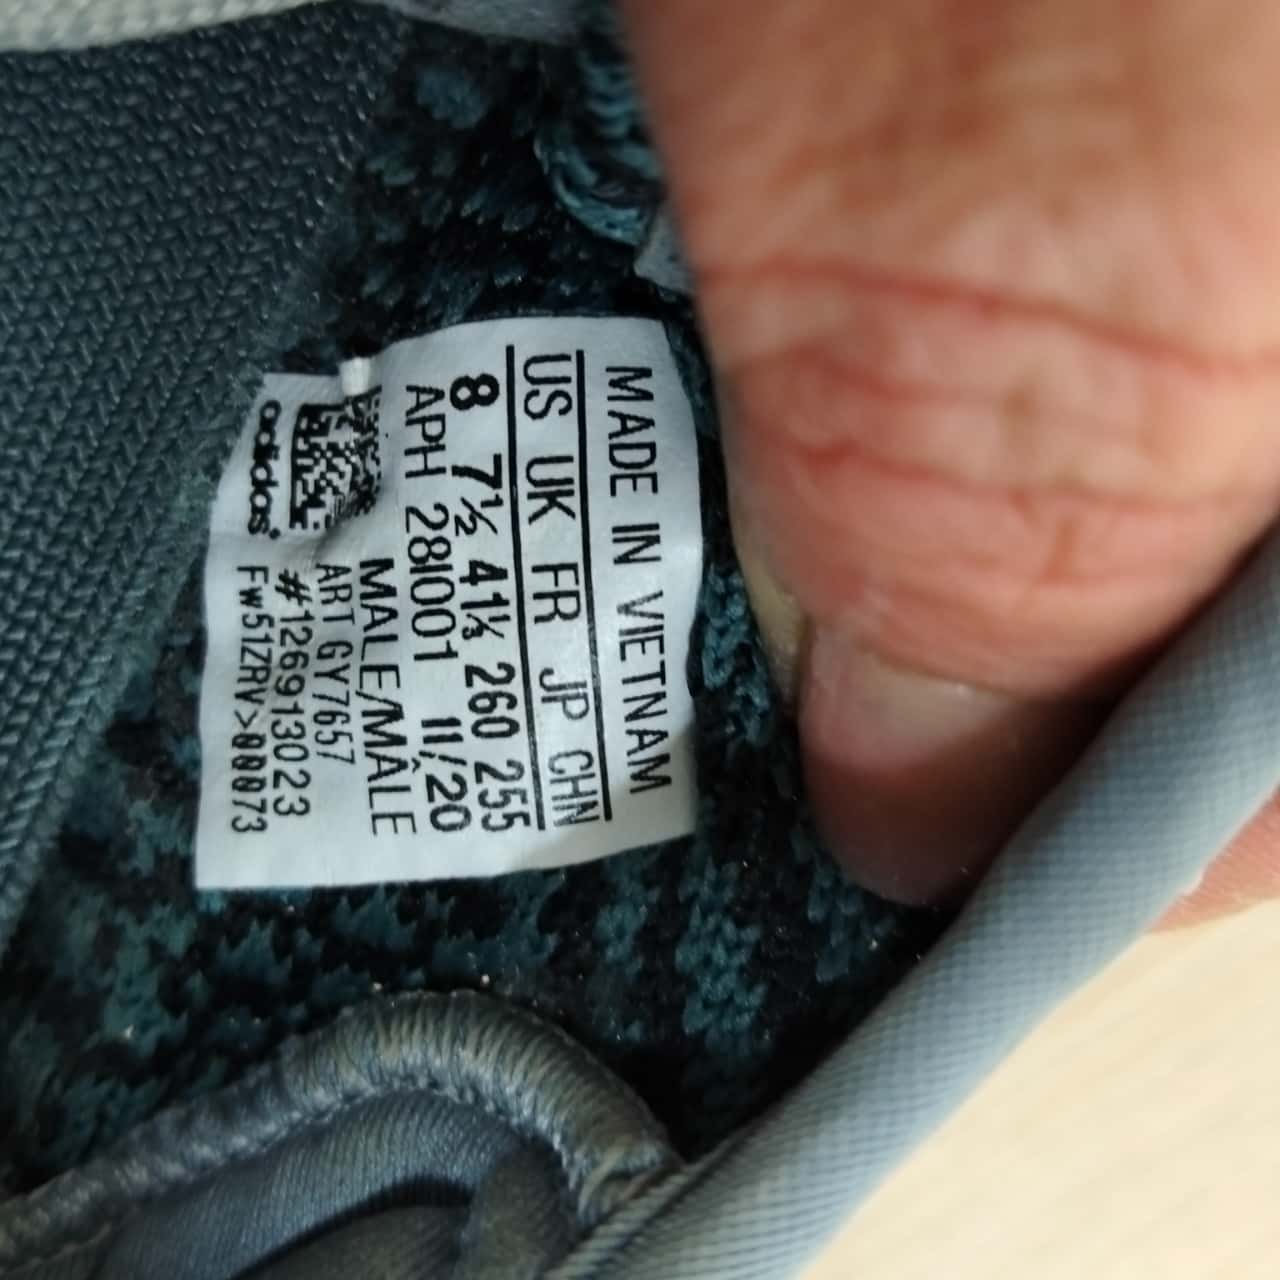 MADE IN VIETNAM
US UK FR JP CHN
8 7½ 41⅓ 260 255
APH 28I001 11/20
MALE/MÂLE
ART GY7657
#126913023
FW51ZRV>00073
adidas